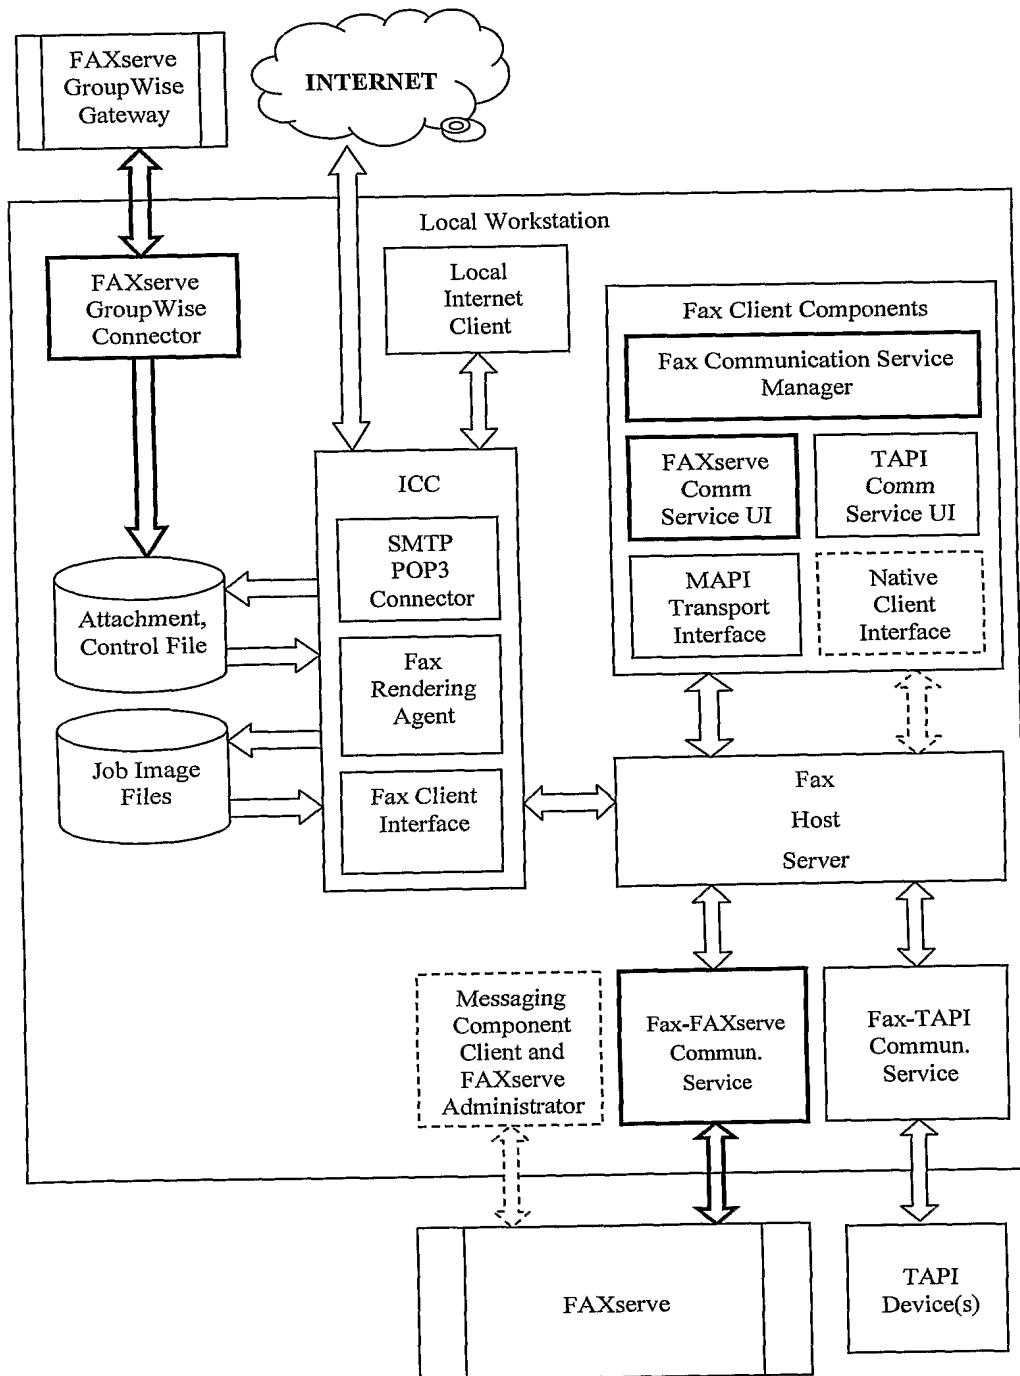 FAXserve
GroupWise
Gateway
INTERNET
Local Workstation
FAXserve
GroupWise
Connector
Local
Internet
Client
Fax Client Components
Fax Communication Service
Manager
FAXserve
Comm
Service UI
TAPI
Comm
Service UI
MAPI
Transport
Interface
Native
Client
Interface
ICC
SMTP
POP3
Connector
Fax
Rendering
Agent
Fax Client
Interface
Attachment,
Control File
Job Image
Files
Fax
Host
Server
Messaging
Component
Client and
FAXserve
Administrator
Fax-FAXserve
Commun.
Service
Fax-TAPI
Commun.
Service
FAXserve
TAPI
Device(s)